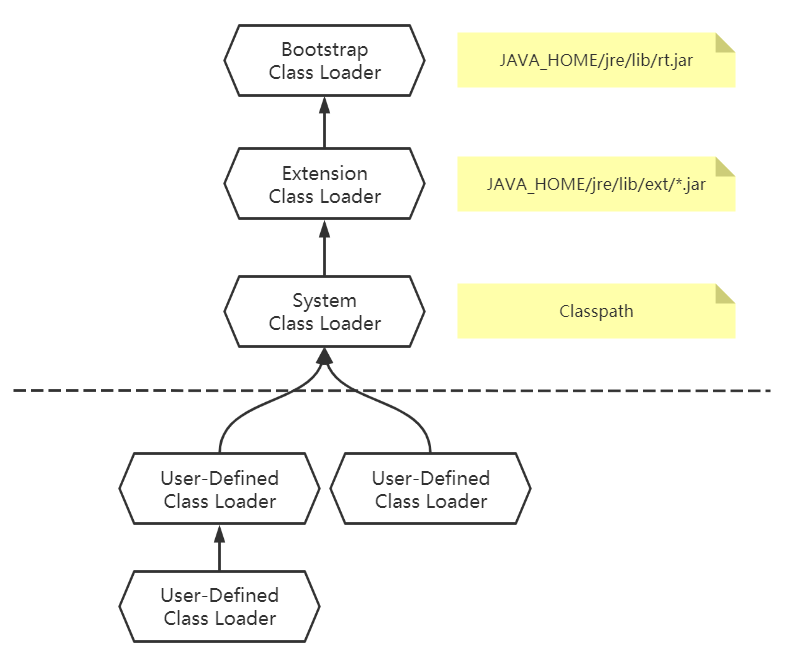 Bootstrap
Class Loader
JAVA_HOME/jre/lib/rt.jar
Extension
Class Loader
JAVA_HOME/jre/lib/ext/*.jar
System
Class Loader
Classpath
User-Defined
Class Loader
User-Defined
Class Loader
User-Defined
Class Loader